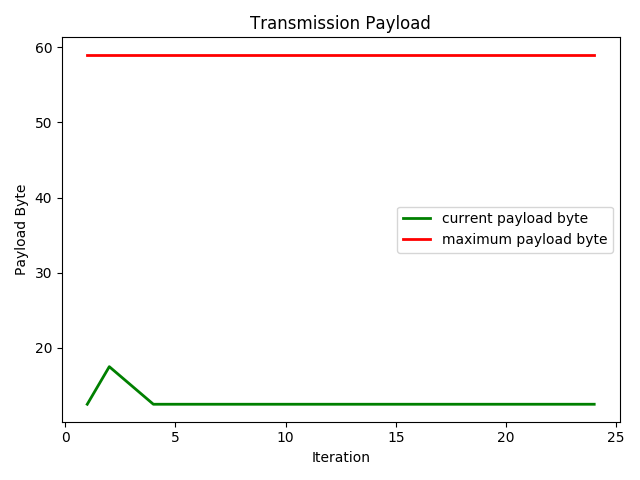 Transmission Payload
60
50
40
30
20
Payload Byte
current payload byte
maximum payload byte
0 5 10 15 20 25
Iteration